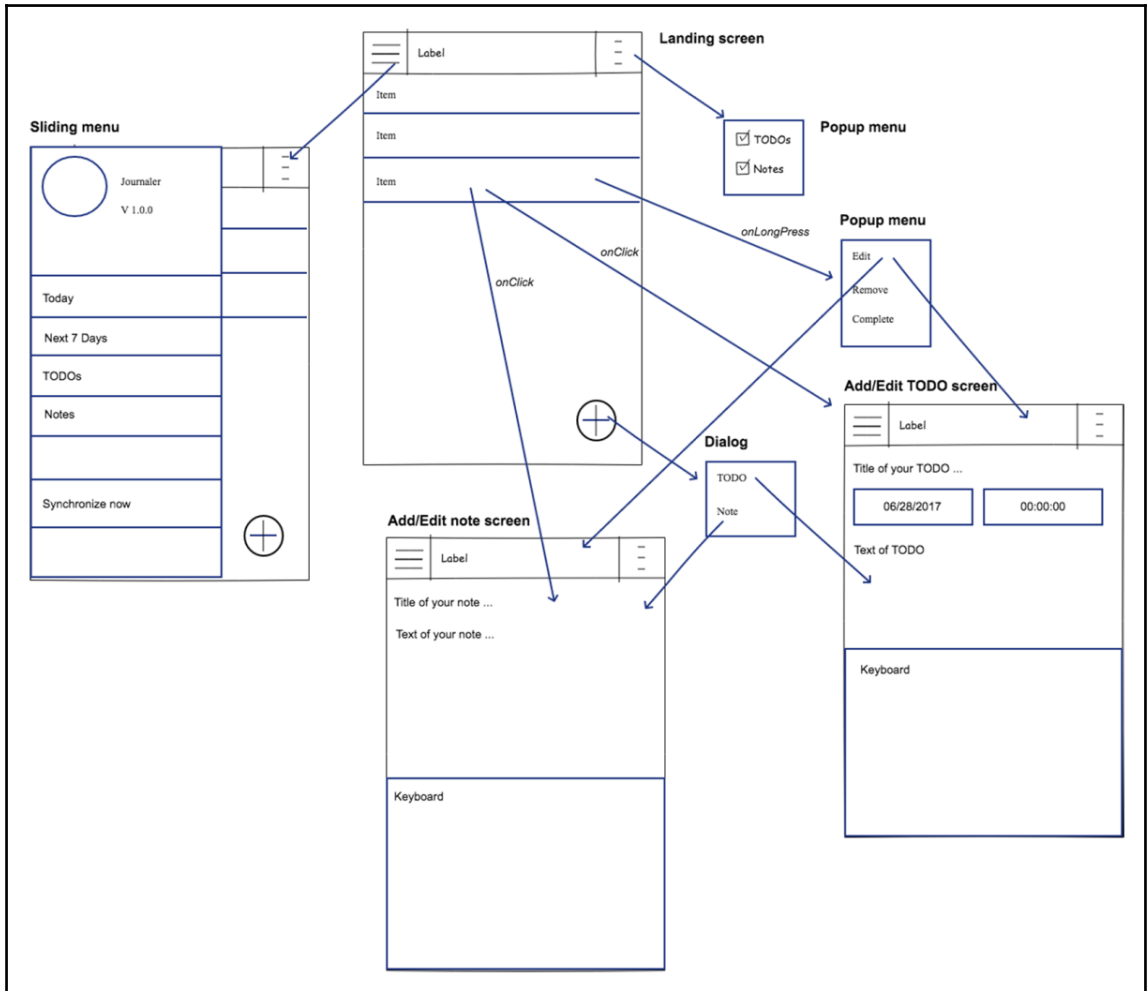 Landing screen
Label
Item
Item
Item
Popup menu
TODOs
Notes
Sliding menu
Journaler
V 1.0.0
Today
Next 7 Days
TODOs
Notes
Synchronize now
onClick
onClick
onLongPress
Popup menu
Edit
Remove
Complete
Dialog
TODO
Note
Add/Edit TODO screen
Label
Title of your TODO ...
06/28/2017 00:00:00
Text of TODO
Keyboard
Add/Edit note screen
Label
Title of your note ...
Text of your note ...
Keyboard